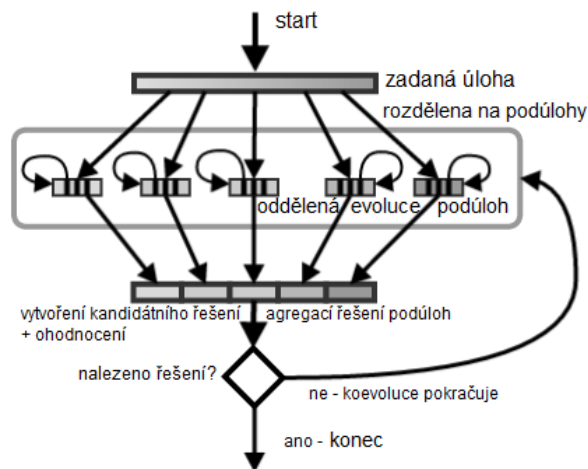 start
zadaná úloha
rozdělena na podúlohy
oddělená evoluce podúloh
vytvoření kandidátního řešení agregací řešení podúloh
+ ohodnocení
nalezeno řešení?
ne - koevoluce pokračuje
ano - konec